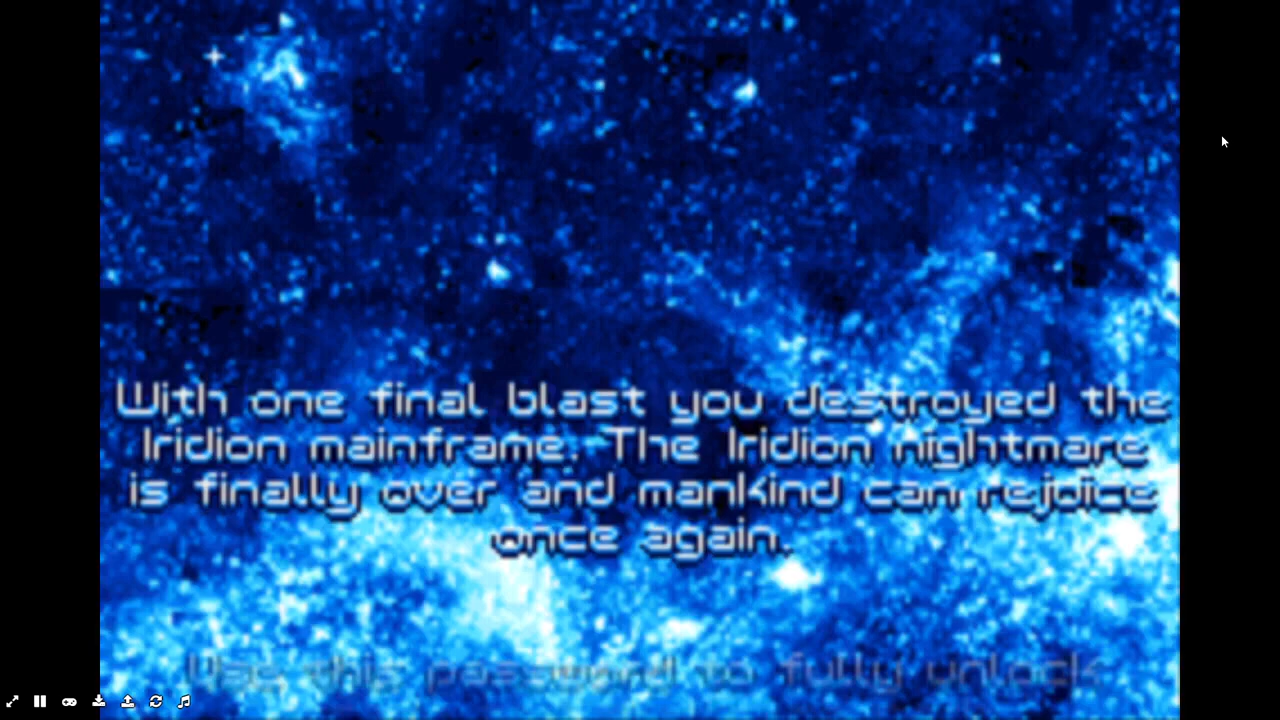 With one final blast you destroyed the
Iridion mainframe. The Iridion nightmare
is finally over and mankind can rejoice
once again.
Use this password to fully unlock